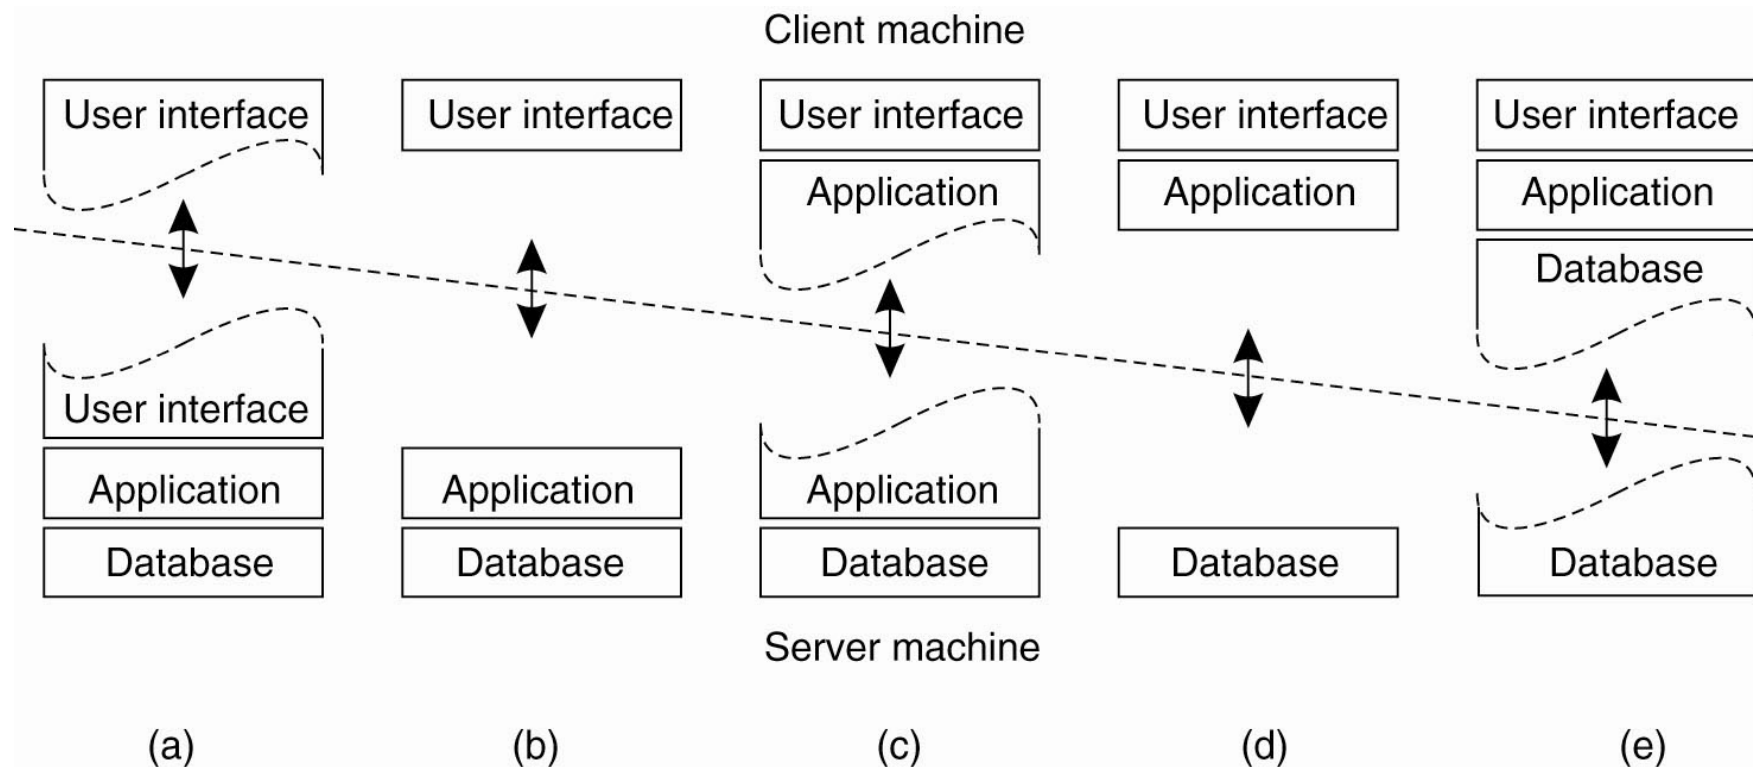 Client machine
User interface
User interface
User interface
User interface
User interface
Application
Application
Application
Database
User interface
Application
Application
Application
Database
Database
Database
Database
Database
Server machine
(a)
(b)
(c)
(d)
(e)